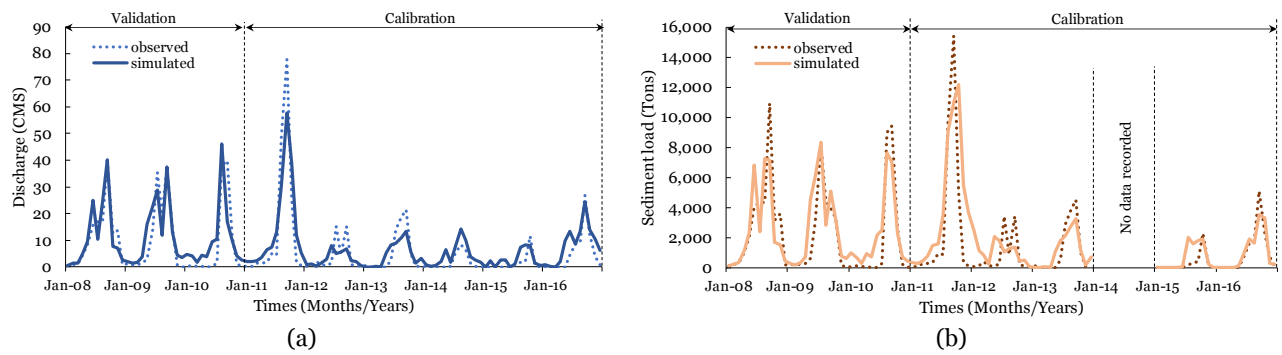 Validation
Calibration
90
80
70
60
50
40
30
20
10
0
Discharge (CMS)
observed
simulated
Jan-08
Jan-09
Jan-10
Jan-11
Jan-12
Jan-13
Jan-14
Jan-15
Jan-16
Times (Months/Years)
(a)
Validation
Calibration
16,000
14,000
12,000
10,000
8,000
6,000
4,000
2,000
0
Sediment load (Tons)
observed
simulated
No data recorded
Jan-08
Jan-09
Jan-10
Jan-11
Jan-12
Jan-13
Jan-14
Jan-15
Jan-16
Times (Months/Years)
(b)